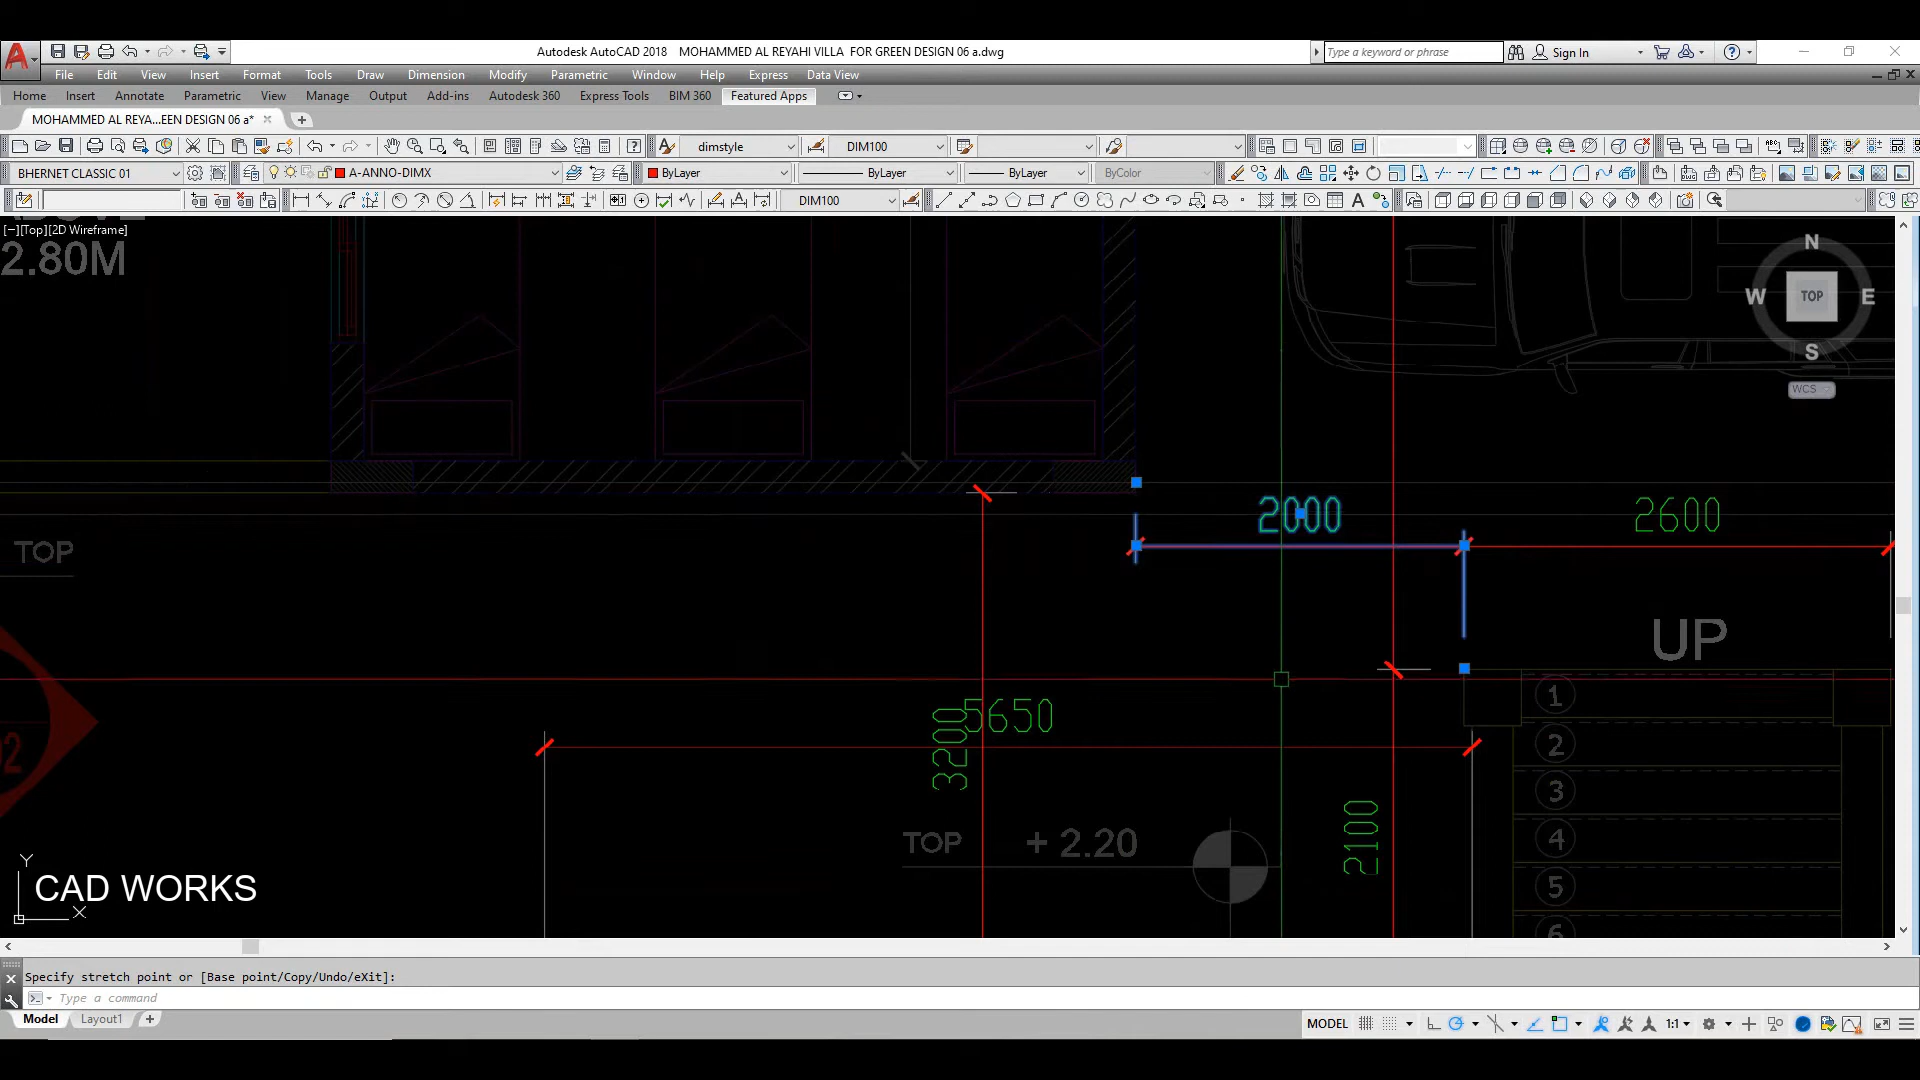 Autodesk AutoCAD 2018 MOHAMMED AL REYAHI VILLA FOR GREEN DESIGN 06 a.dwg
Type a keyword or phrase
Sign In
File Edit View Insert Format Tools Draw Dimension Modify Parametric Window Help Express Data View
Home Insert Annotate Parametric View Manage Output Add-ins Autodesk 360 Express Tools BIM 360 Featured Apps
MOHAMMED AL REYA...EEN DESIGN 06 a*
dimstyle DIM100
BHERNET CLASSIC 01 A-ANNO-DIMX ByLayer ByLayer ByLayer ByColor
DIM100
[−][Top][2D Wireframe]
2.80M
N
W TOP E
S
WCS
2000 2600
TOP
UP
5650
3200
2100
02
TOP + 2.20
1
2
3
4
5
6
Y
CAD WORKS
X
Specify stretch point or [Base point/Copy/Undo/eXit]:
Type a command
Model Layout1
MODEL 1:1